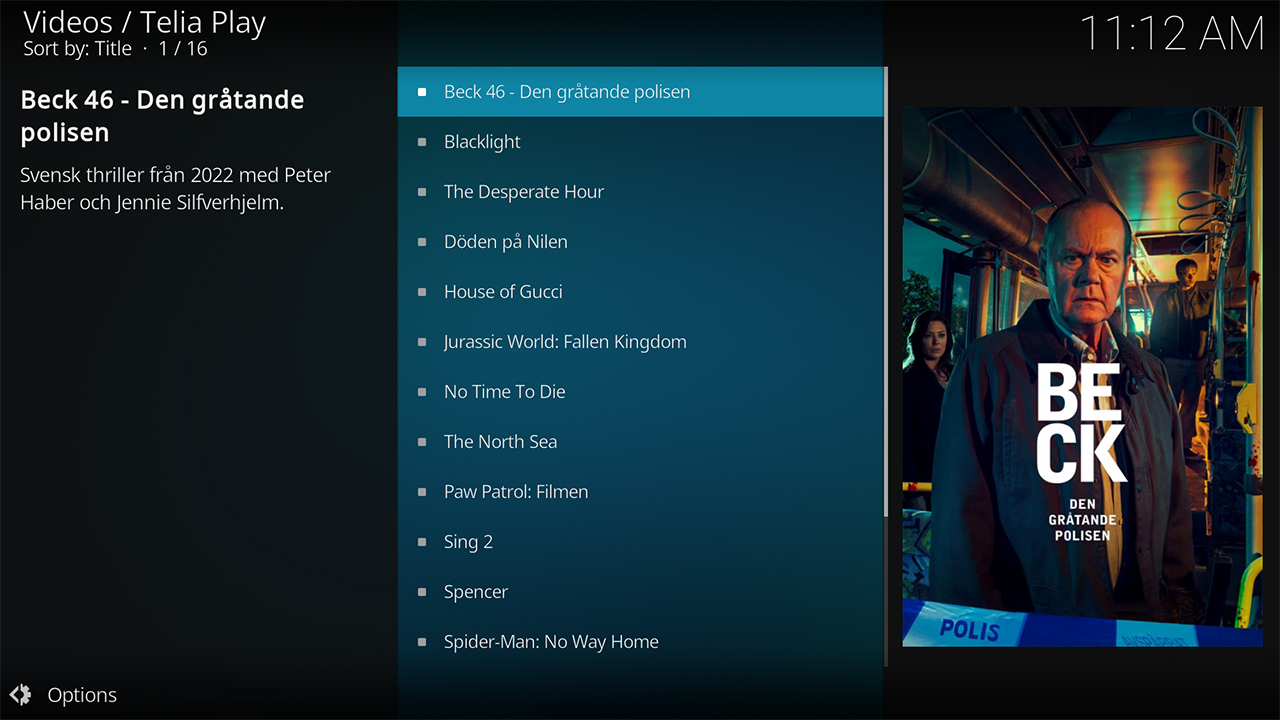 Videos / Telia Play
Sort by: Title · 1 / 16
11:12 AM
Beck 46 - Den gråtande
polisen
Svensk thriller från 2022 med Peter
Haber och Jennie Silfverhjelm.
Beck 46 - Den gråtande polisen
Blacklight
The Desperate Hour
Döden på Nilen
House of Gucci
Jurassic World: Fallen Kingdom
No Time To Die
The North Sea
Paw Patrol: Filmen
Sing 2
Spencer
Spider-Man: No Way Home
BE
CK
DEN
GRÅTANDE
POLISEN
POLIS
Options